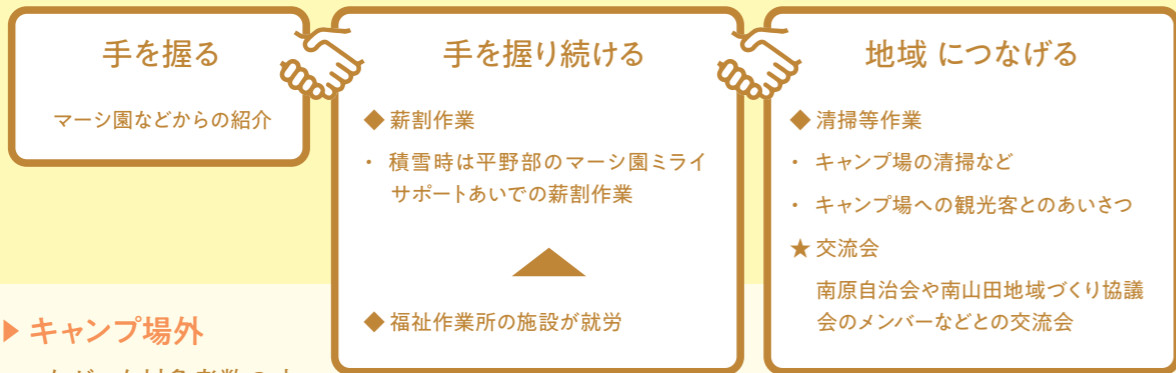 手を握る
マーシ園などからの紹介
手を握り続ける
◆ 薪割作業
・ 積雪時は平野部のマーシ園ミライ
サポートあいでの薪割作業
◆ 福祉作業所の施設が就労
地域 につなげる
◆ 清掃等作業
・ キャンプ場の清掃など
・ キャンプ場への観光客とのあいさつ
★ 交流会
南原自治会や南山田地域づくり協議
会のメンバーなどとの交流会
▶ キャンプ場外